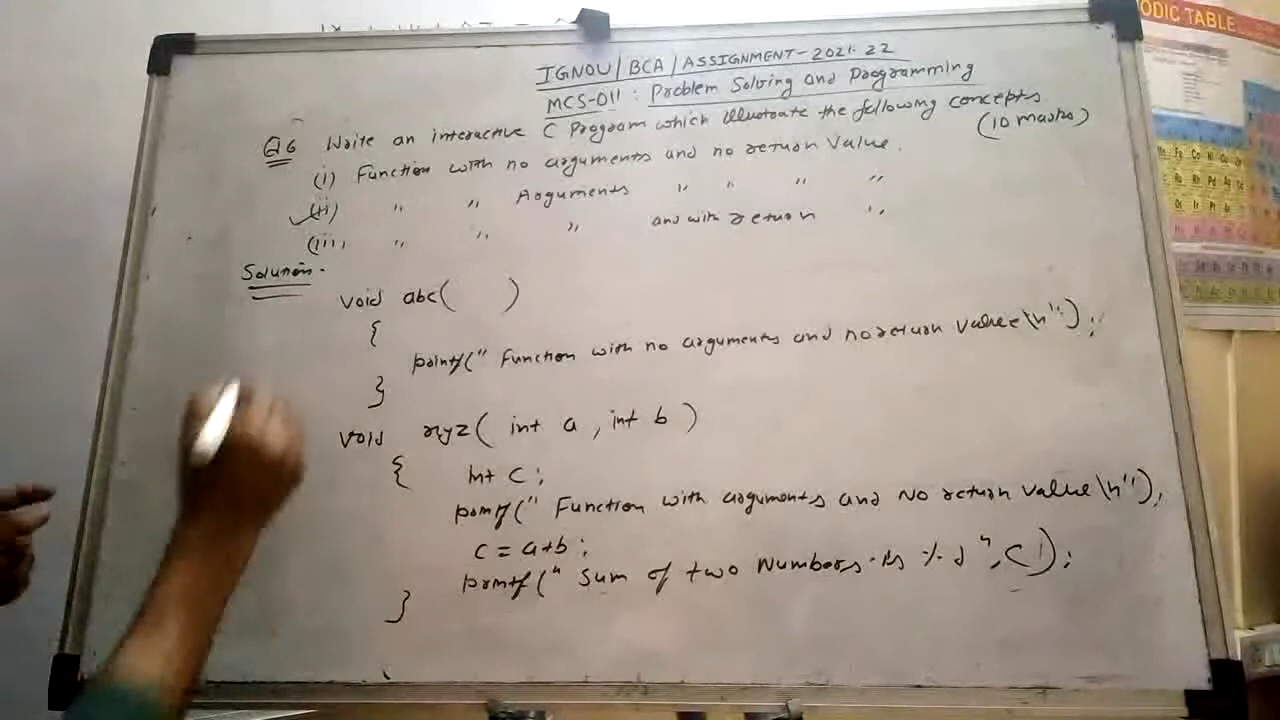 IGNOU/BCA/ASSIGNMENT-2021-22
MCS-011: Problem Solving and Programming
Q6 Write an interactive C Program which illustrate the following concepts
(10 marks)
(i) Function with no arguments and no return value.
(ii) " " Arguments " " " "
(iii) " " " and with return "
Solution-
void abc( )
{
printf(" Function with no arguments and no return value\n");
}
void xyz( int a , int b )
{ int c;
printf(" Function with arguments and No return value\n");
c = a+b;
printf(" Sum of two Numbers is %d", c);
}
ODIC TABLE